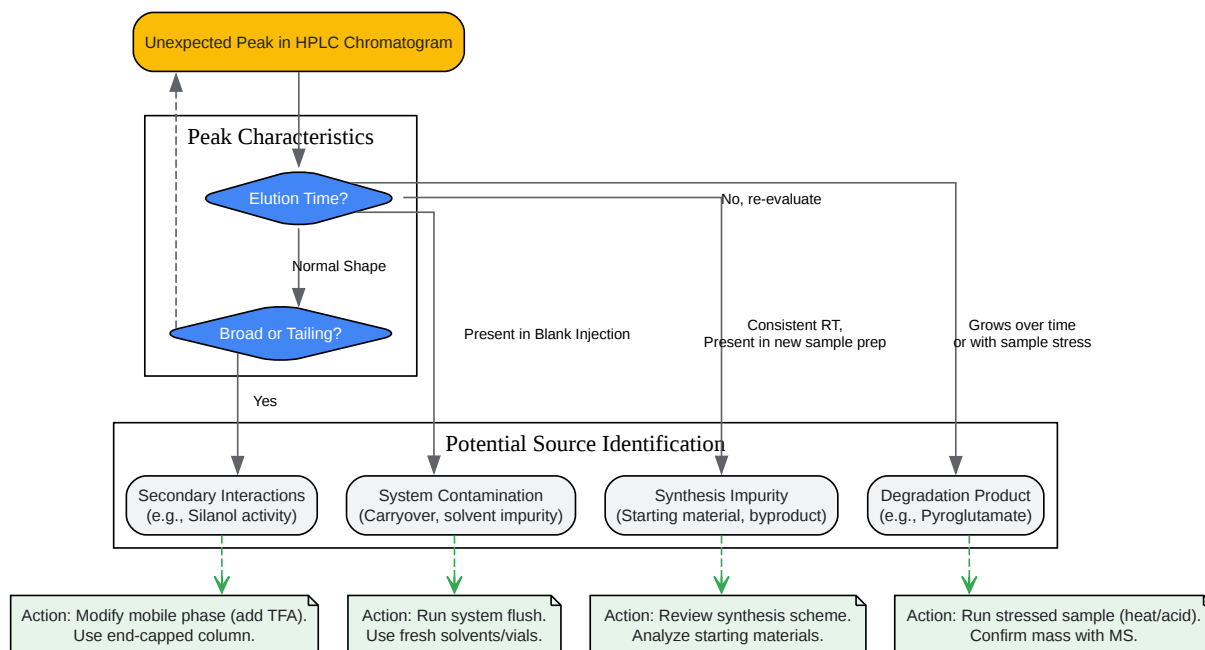 Unexpected Peak in HPLC Chromatogram
Peak Characteristics
Elution Time?
No, re-evaluate
Normal Shape
Broad or Tailing?
Present in Blank Injection
Consistent RT,
Present in new sample prep
Grows over time
or with sample stress
Yes
Potential Source Identification
Secondary Interactions
(e.g., Silanol activity)
System Contamination
(Carryover, solvent impurity)
Synthesis Impurity
(Starting material, byproduct)
Degradation Product
(e.g., Pyroglutamate)
Action: Modify mobile phase (add TFA).
Use end-capped column.
Action: Run system flush.
Use fresh solvents/vials.
Action: Review synthesis scheme.
Analyze starting materials.
Action: Run stressed sample (heat/acid).
Confirm mass with MS.